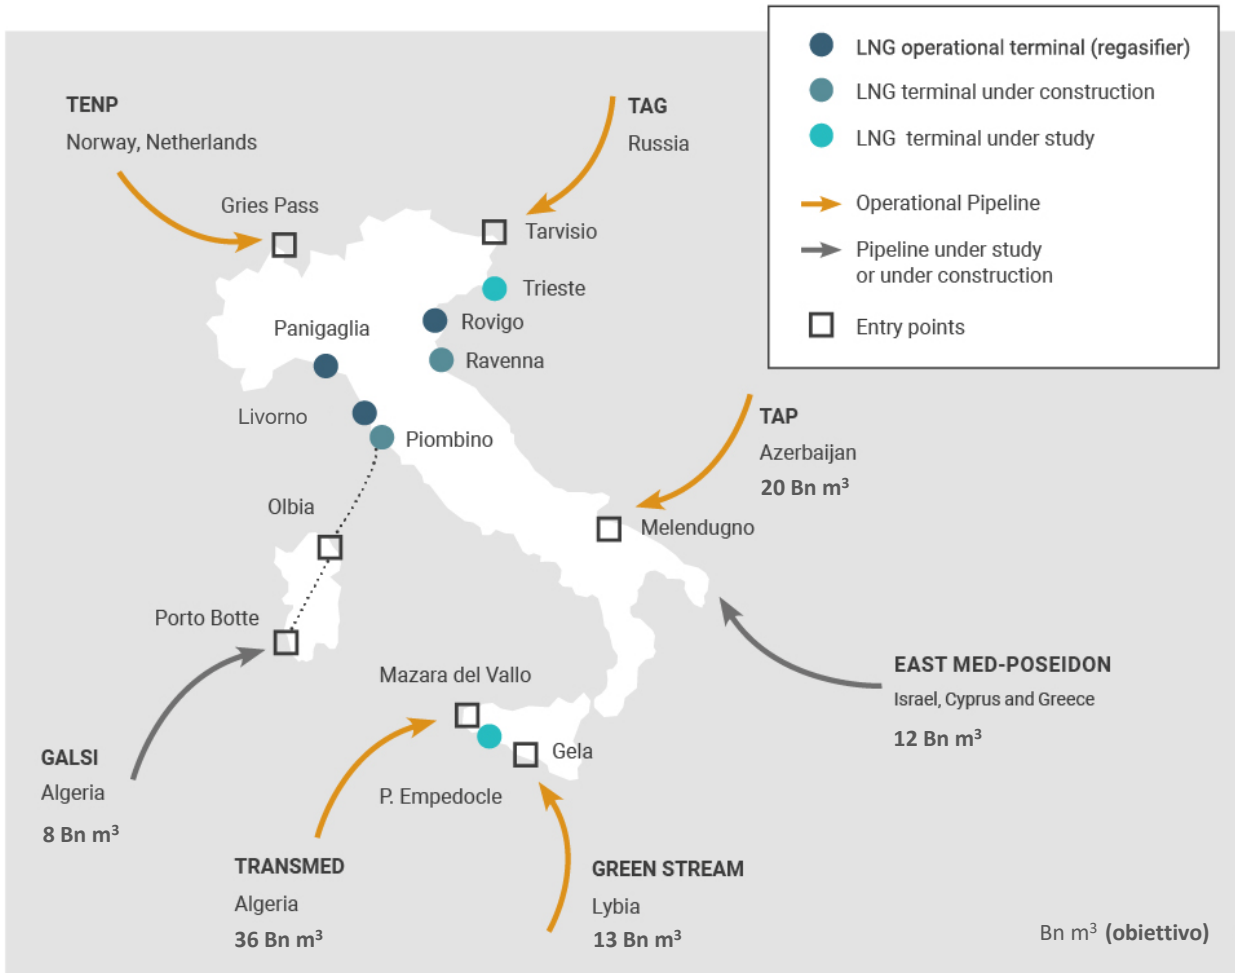 LNG operational terminal (regasifier)
LNG terminal under construction
LNG terminal under study
Operational Pipeline
Pipeline under study
or under construction
Entry points
TENP
Norway, Netherlands
Gries Pass
TAG
Russia
Tarvisio
Trieste
Rovigo
Ravenna
Panigaglia
Livorno
Piombino
Olbia
Porto Botte
TAP
Azerbaijan
20 Bn m³
Melendugno
EAST MED-POSEIDON
Israel, Cyprus and Greece
12 Bn m³
Mazara del Vallo
Gela
P. Empedocle
GALSI
Algeria
8 Bn m³
TRANSMED
Algeria
36 Bn m³
GREEN STREAM
Lybia
13 Bn m³
Bn m³ (obiettivo)